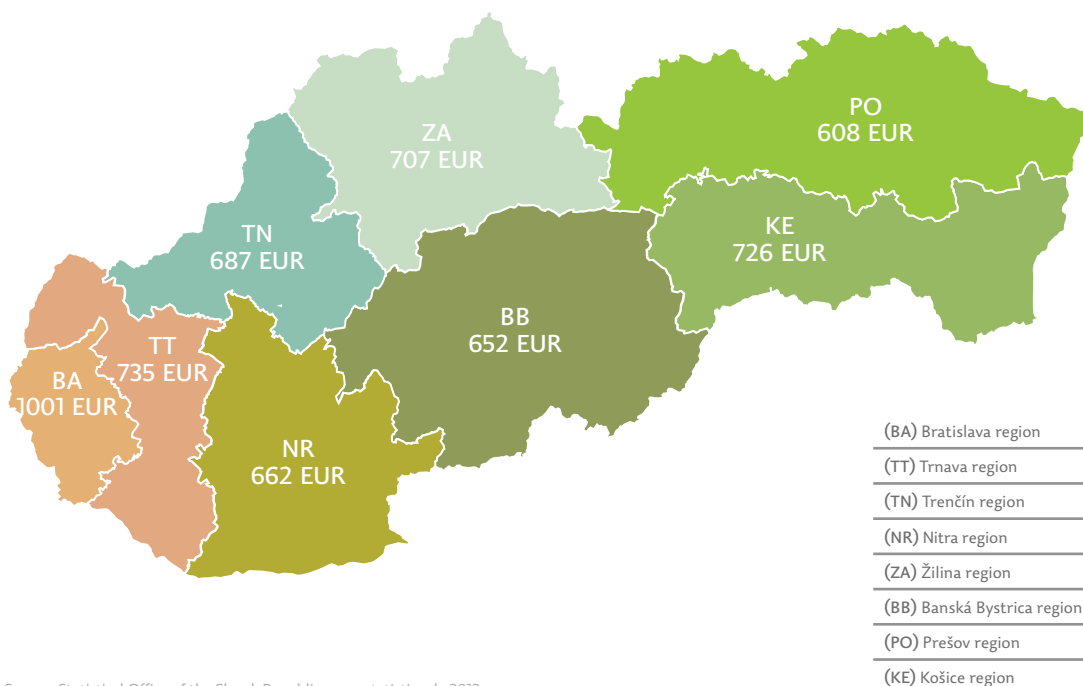 PO
608 EUR
ZA
707 EUR
KE
726 EUR
TN
687 EUR
BB
652 EUR
TT
735 EUR
BA
1001 EUR
NR
662 EUR
(BA) Bratislava region
(TT) Trnava region
(TN) Trenčín region
(NR) Nitra region
(ZA) Žilina region
(BB) Banská Bystrica region
(PO) Prešov region
(KE) Košice region